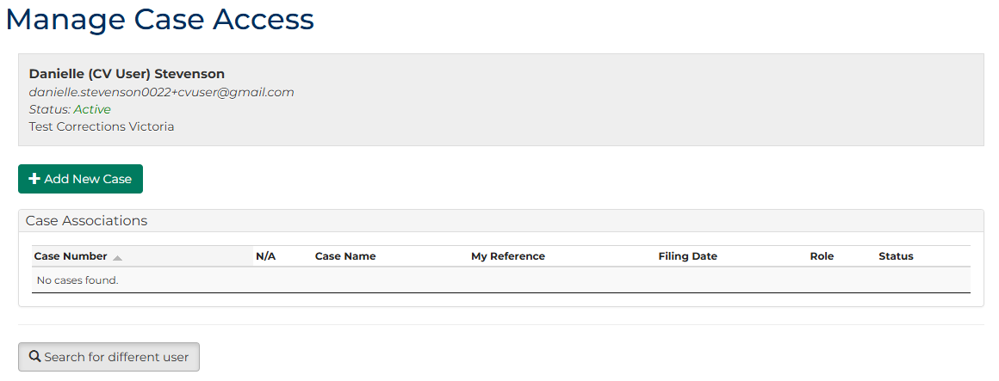 Manage Case Access
Danielle (CV User) Stevenson
danielle.stevenson0022+cvuser@gmail.com
Status: Active
Test Corrections Victoria
Add New Case
Case Associations
Case Number N/A Case Name My Reference Filing Date Role Status
No cases found.
Search for different user